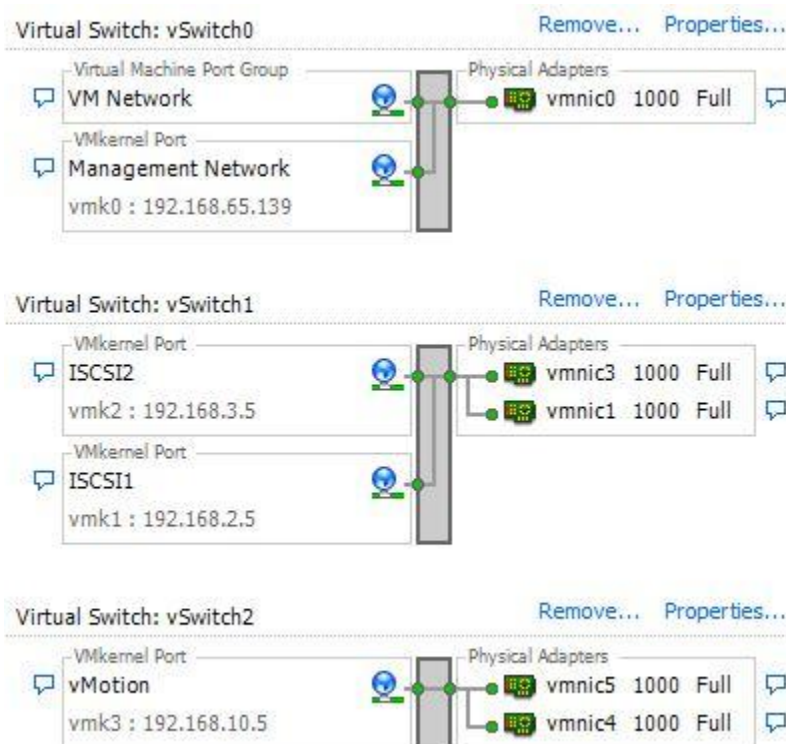 Virtual Switch: vSwitch0 Remove... Properties...
Virtual Machine Port Group Physical Adapters
VM Network vmnic0 1000 Full
VMkernel Port
Management Network
vmk0 : 192.168.65.139
Virtual Switch: vSwitch1 Remove... Properties...
VMkernel Port Physical Adapters
ISCSI2 vmnic3 1000 Full
vmk2 : 192.168.3.5 vmnic1 1000 Full
VMkernel Port
ISCSI1
vmk1 : 192.168.2.5
Virtual Switch: vSwitch2 Remove... Properties...
VMkernel Port Physical Adapters
vMotion vmnic5 1000 Full
vmk3 : 192.168.10.5 vmnic4 1000 Full